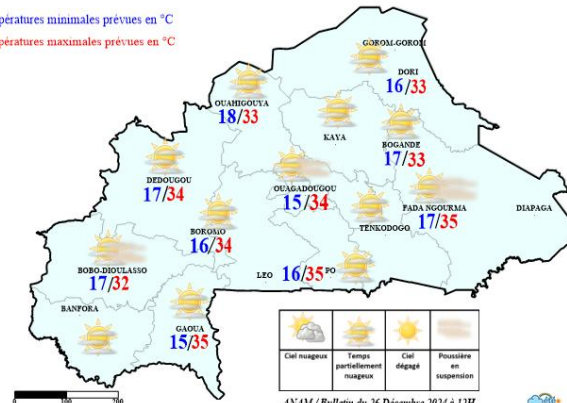 pératures minimales prévues en °C
pératures maximales prévues en °C
GOROM-GOROM
DORI
16/33
OUAHIGOUYA
18/33
KAYA
BOGANDE
17/33
DEDOUGOU
17/34
OUAGADOUGOU
15/34
FADA NGOURMA
17/35
DIAPAGA
TENKODOGO
BOROMO
16/34
BOBO-DIOULASSO
17/32
LEO
16/35 PO
BANFORA
GAOUA
15/35
Ciel nuageux
Temps partiellement nuageux
Ciel dégagé
Poussière en suspension
0 100 200
ANAM / Bulletin du 26 Décembre 2024 à 12H